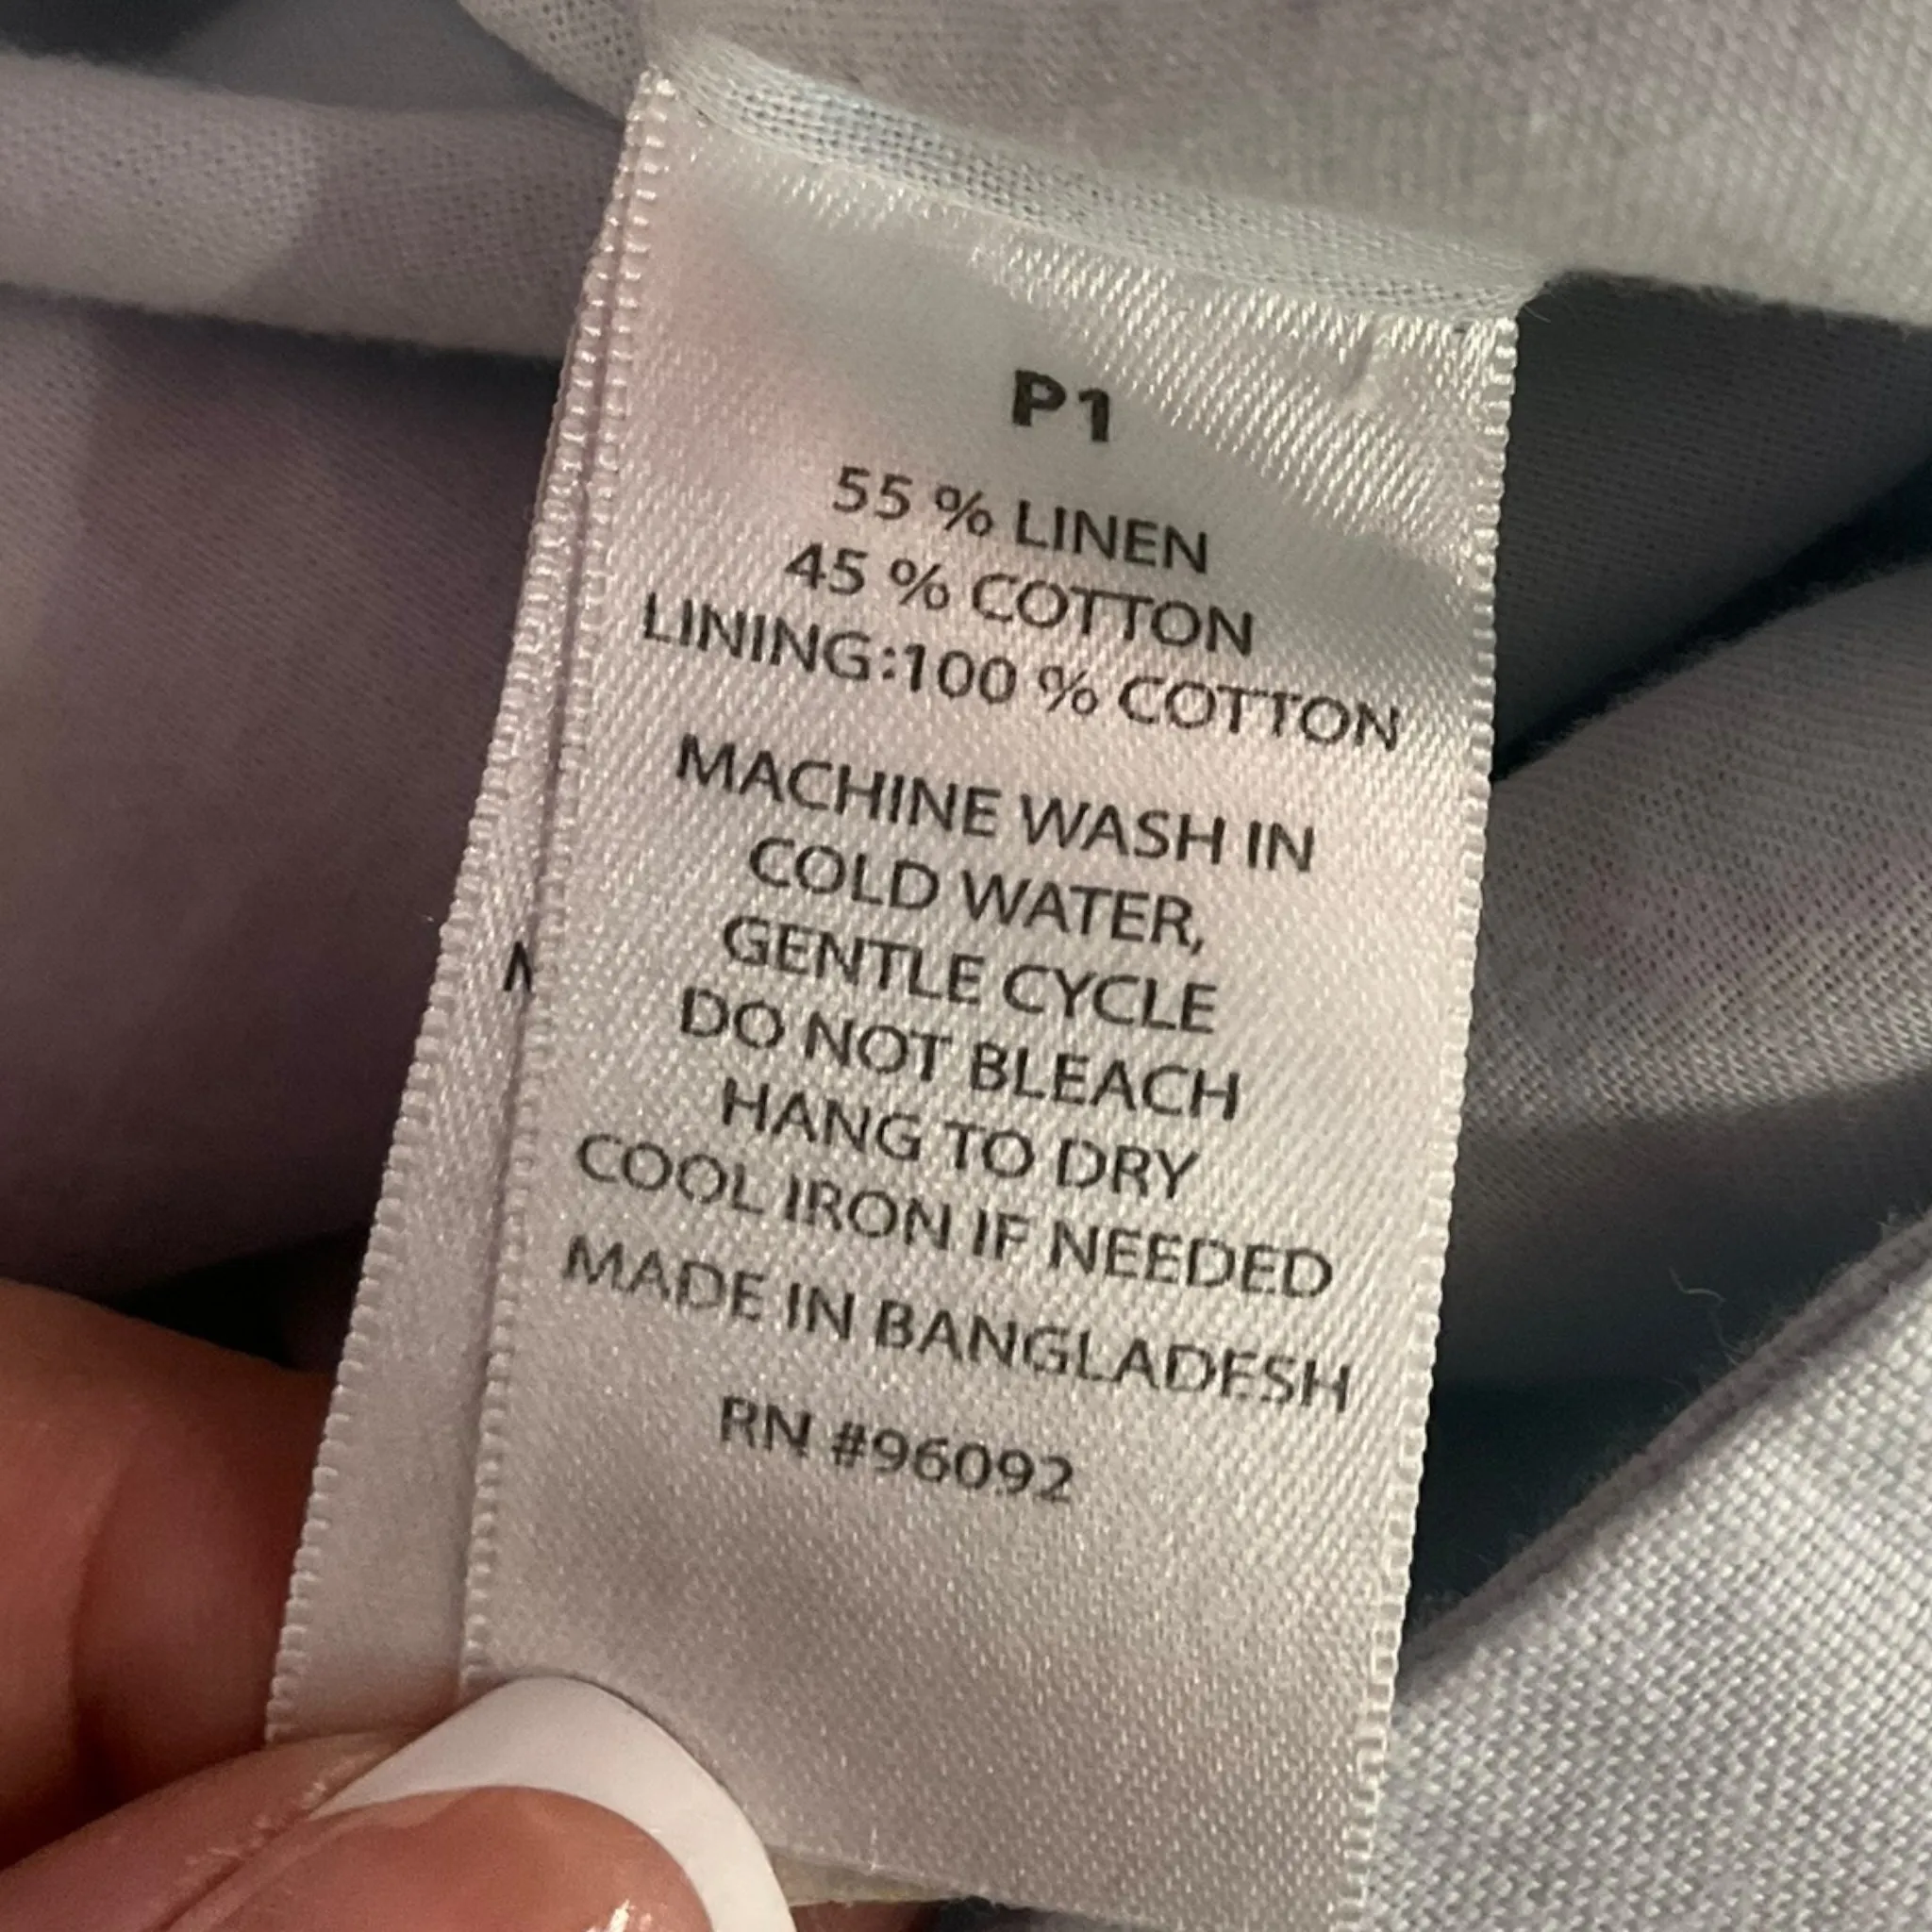 P1
55 % LINEN
45 % COTTON
LINING:100 % COTTON
MACHINE WASH IN
COLD WATER,
GENTLE CYCLE
DO NOT BLEACH
HANG TO DRY
COOL IRON IF NEEDED
MADE IN BANGLADESH
RN #96092